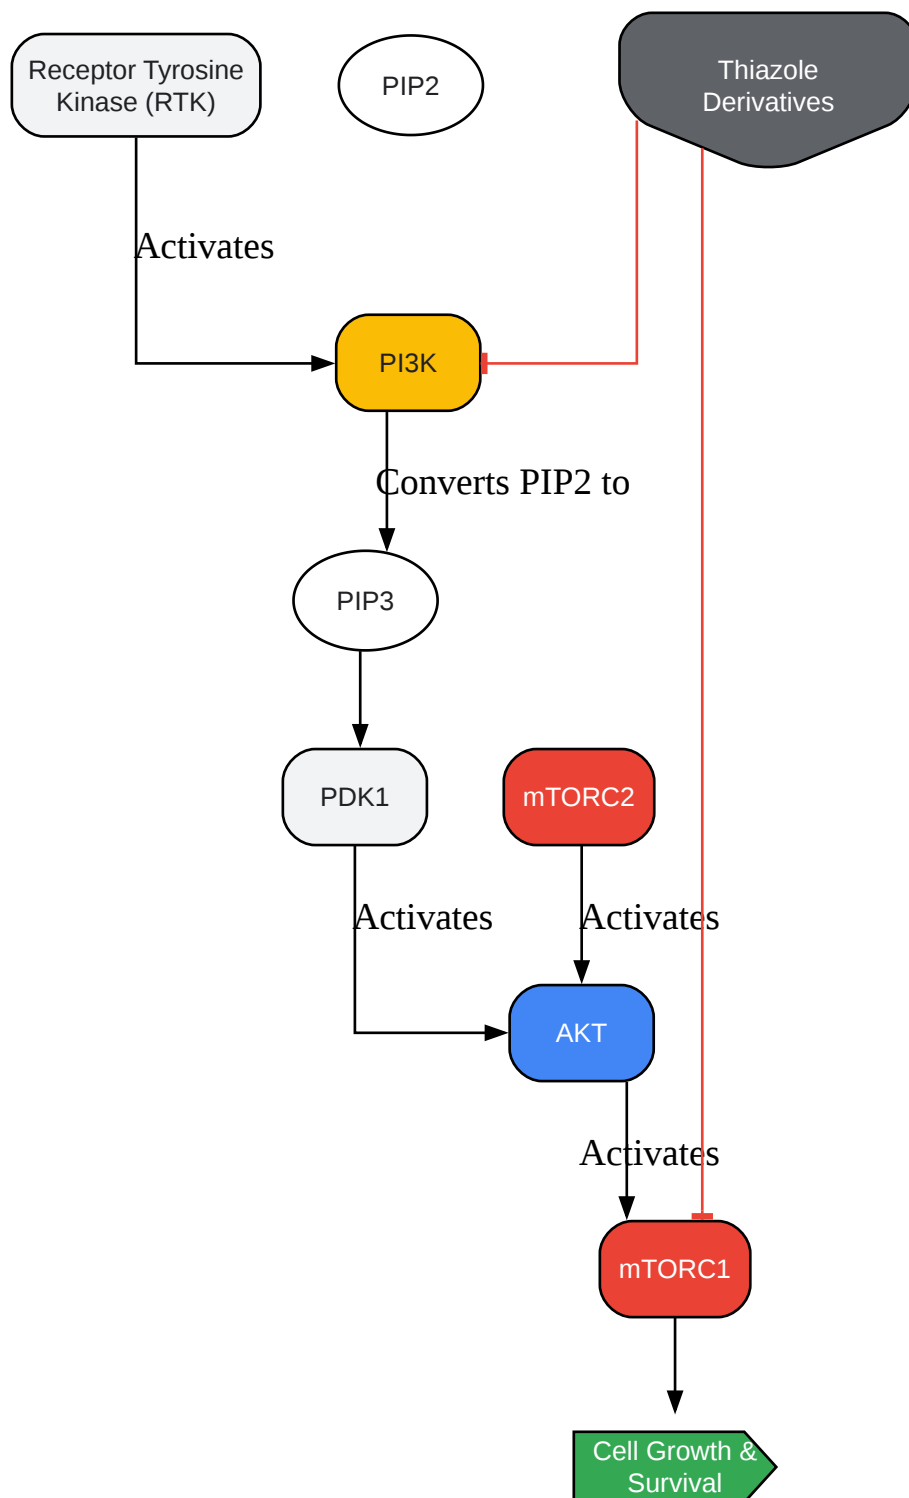 Receptor Tyrosine
Kinase (RTK)
PIP2
Thiazole
Derivatives
Activates
PI3K
Converts PIP2 to
PIP3
PDK1
mTORC2
Activates
Activates
AKT
Activates
mTORC1
Cell Growth &
Survival